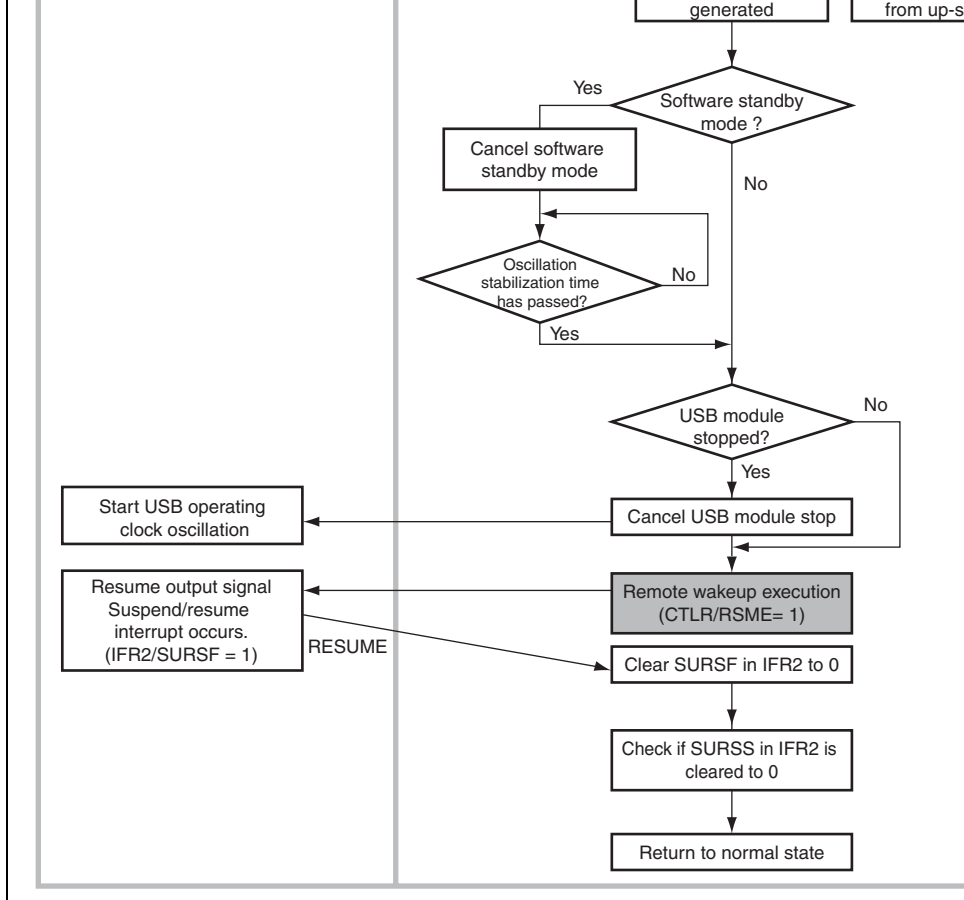 generated
from up-s
Yes
Software standby
mode ?
Cancel software
standby mode
No
Oscillation
stabilization time
has passed?
No
Yes
USB module
stopped?
No
Yes
Start USB operating
clock oscillation
Cancel USB module stop
Resume output signal
Suspend/resume
interrupt occurs.
(IFR2/SURSF = 1)
RESUME
Remote wakeup execution
(CTLR/RSME= 1)
Clear SURSF in IFR2 to 0
Check if SURSS in IFR2 is
cleared to 0
Return to normal state